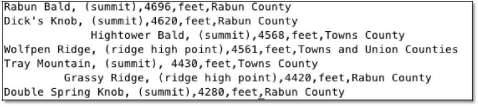 Rabun Bald, (summit),4696,feet,Rabun County
Dick's Knob, (summit),4620,feet,Rabun County
Hightower Bald, (summit),4568,feet,Towns County
Wolfpen Ridge, (ridge high point),4561,feet,Towns and Union Counties
Tray Mountain, (summit), 4430,feet,Towns County
Grassy Ridge, (ridge high point),4420,feet,Rabun County
Double Spring Knob, (summit),4280,feet,Rabun County